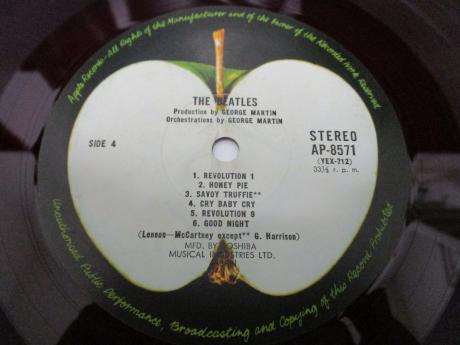 Apple Records · All Rights of the Manufacturer and of the Owner of the Recorded Work Reserved.
THE BEATLES
Production by GEORGE MARTIN
Orchestrations by GEORGE MARTIN
SIDE 4
STEREO
AP-8571
(YEX-712)
33⅓ r. p. m.
1. REVOLUTION 1
2. HONEY PIE
3. SAVOY TRUFFIE**
4. CRY BABY CRY
5. REVOLUTION 9
6. GOOD NIGHT
(Lennon—McCartney except** G. Harrison)
MFD. BY TOSHIBA
MUSICAL INDUSTRIES LTD.
Unauthorised Public Performance, Broadcasting and Copying of this Record Prohibited